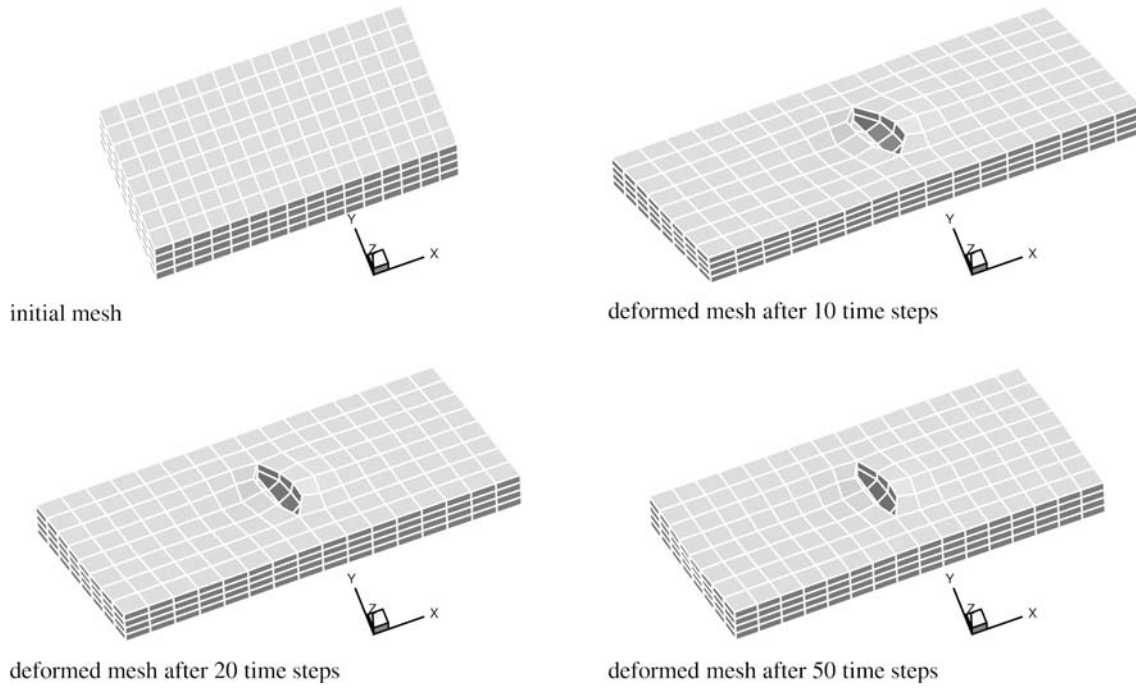 Y
Z
X
initial mesh
Y
Z
X
deformed mesh after 10 time steps
Y
Z
X
deformed mesh after 20 time steps
Y
Z
X
deformed mesh after 50 time steps